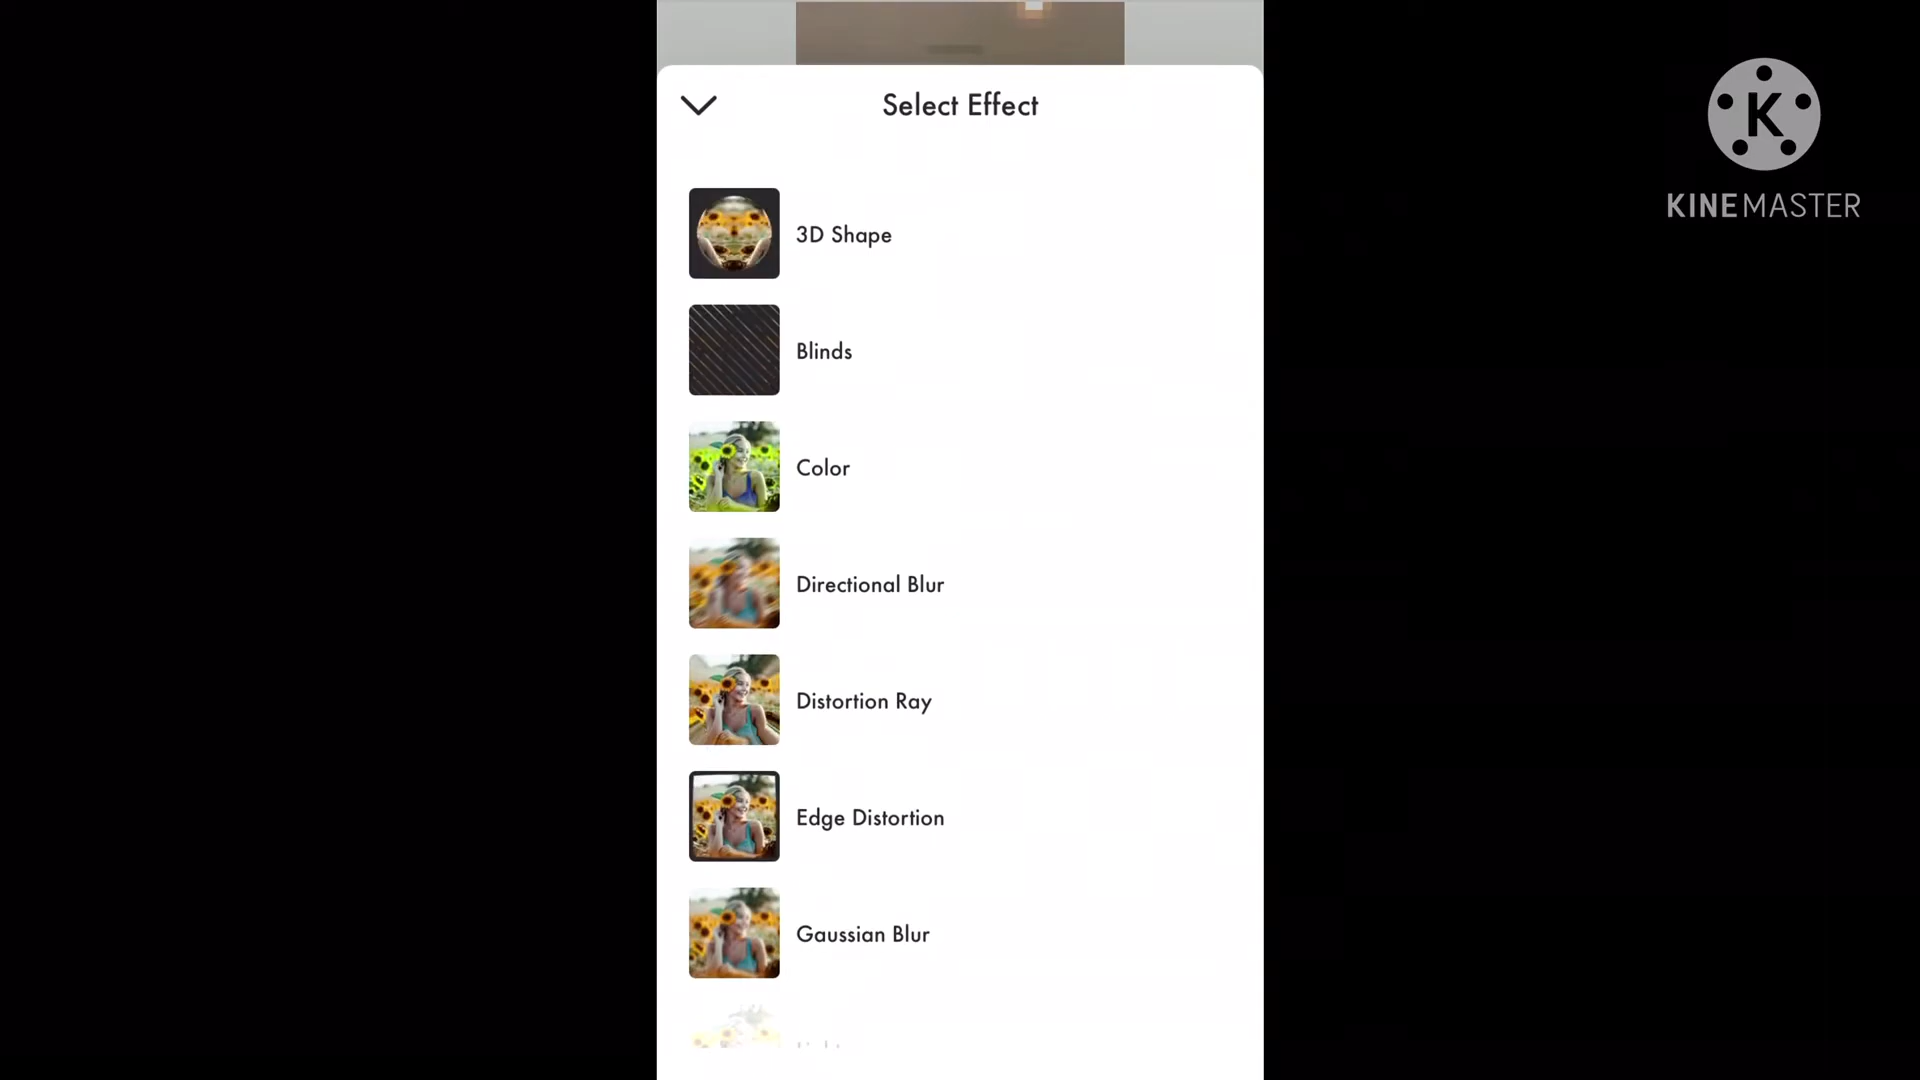 Select Effect
K
KINEMASTER
3D Shape
Blinds
Color
Directional Blur
Distortion Ray
Edge Distortion
Gaussian Blur